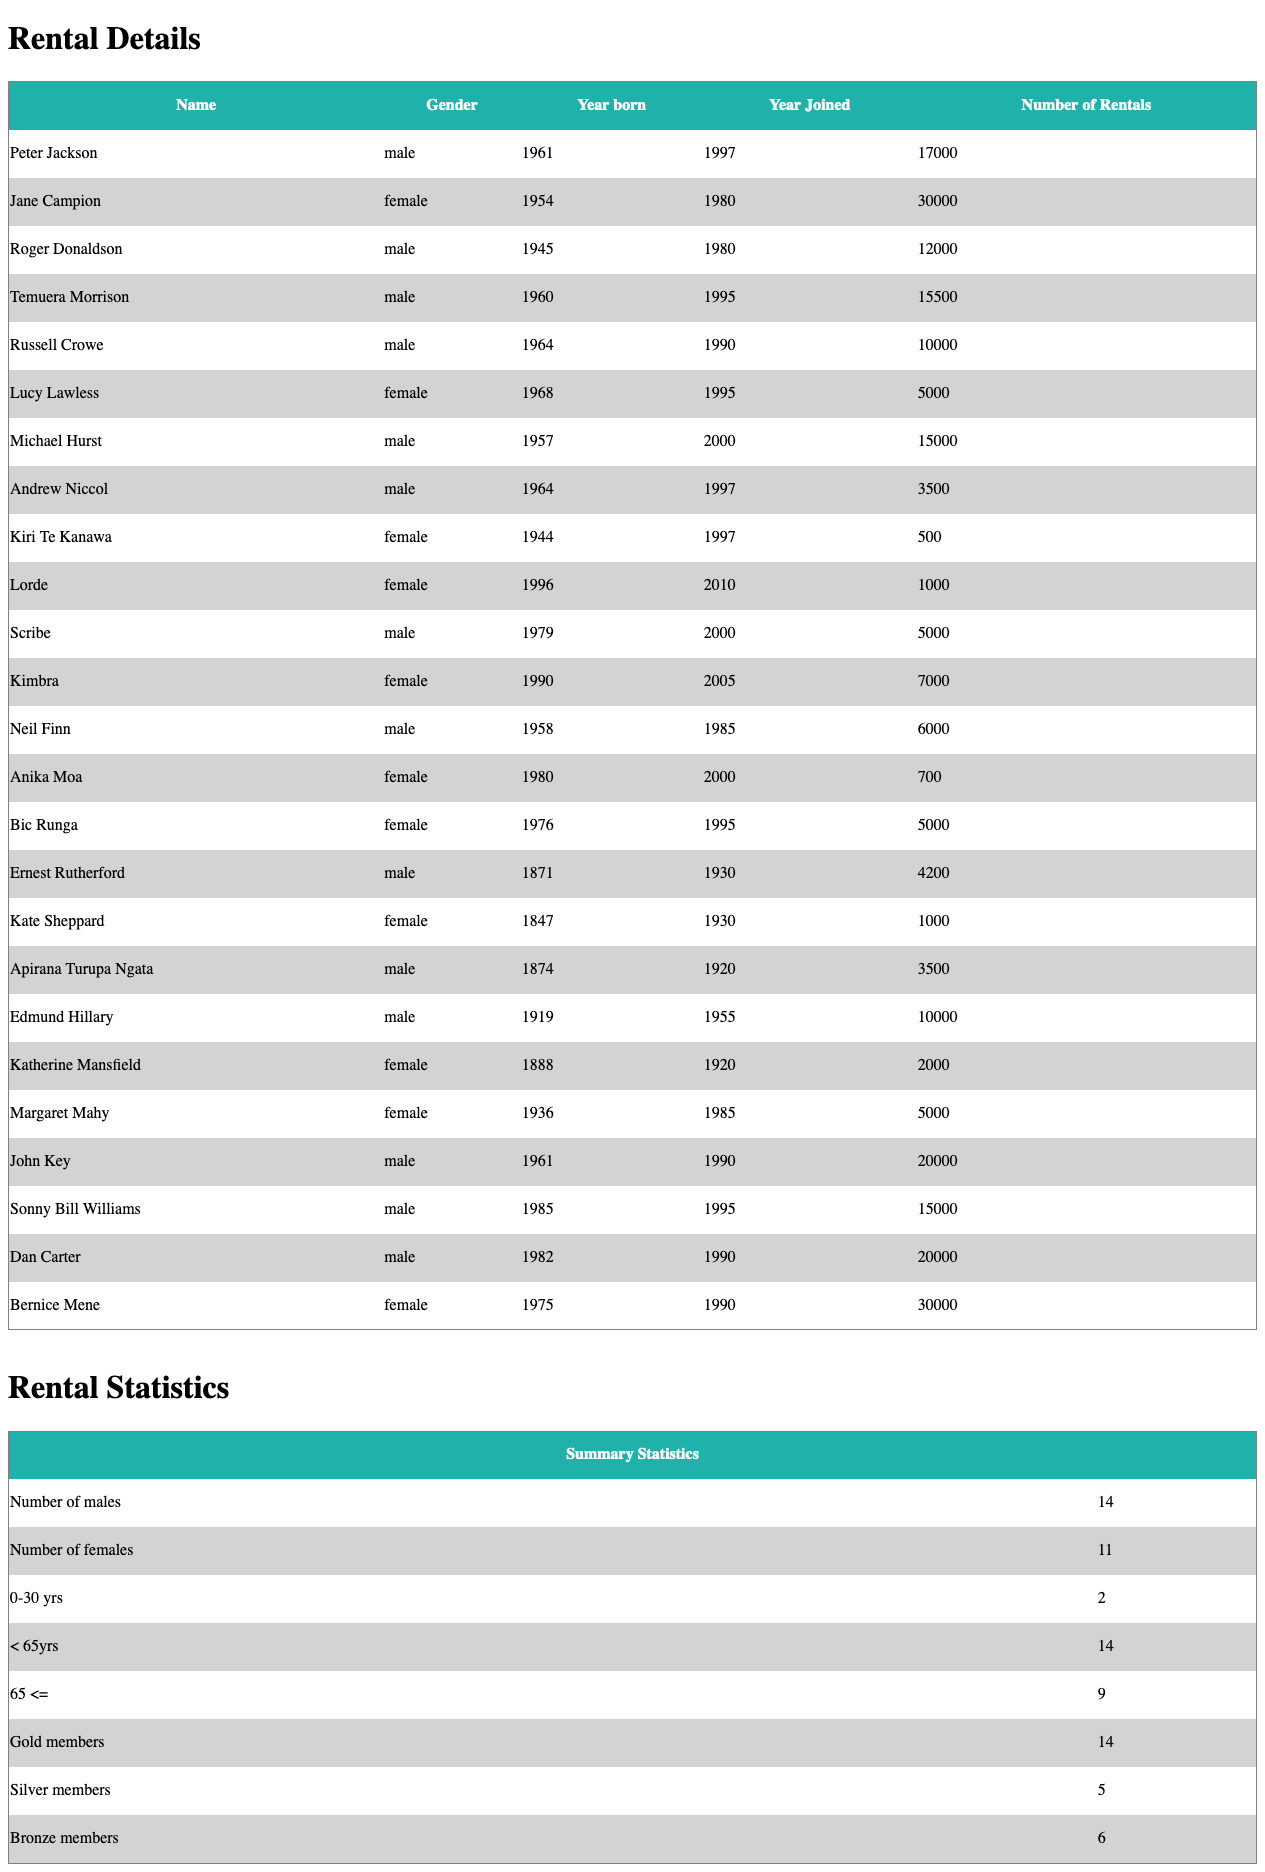 Rental Details
Name Gender Year born Year Joined Number of Rentals
Peter Jackson male 1961 1997 17000
Jane Campion female 1954 1980 30000
Roger Donaldson male 1945 1980 12000
Temuera Morrison male 1960 1995 15500
Russell Crowe male 1964 1990 10000
Lucy Lawless female 1968 1995 5000
Michael Hurst male 1957 2000 15000
Andrew Niccol male 1964 1997 3500
Kiri Te Kanawa female 1944 1997 500
Lorde female 1996 2010 1000
Scribe male 1979 2000 5000
Kimbra female 1990 2005 7000
Neil Finn male 1958 1985 6000
Anika Moa female 1980 2000 700
Bic Runga female 1976 1995 5000
Ernest Rutherford male 1871 1930 4200
Kate Sheppard female 1847 1930 1000
Apirana Turupa Ngata male 1874 1920 3500
Edmund Hillary male 1919 1955 10000
Katherine Mansfield female 1888 1920 2000
Margaret Mahy female 1936 1985 5000
John Key male 1961 1990 20000
Sonny Bill Williams male 1985 1995 15000
Dan Carter male 1982 1990 20000
Bernice Mene female 1975 1990 30000
Rental Statistics
Summary Statistics
Number of males 14
Number of females 11
0-30 yrs 2
< 65yrs 14
65 <= 9
Gold members 14
Silver members 5
Bronze members 6